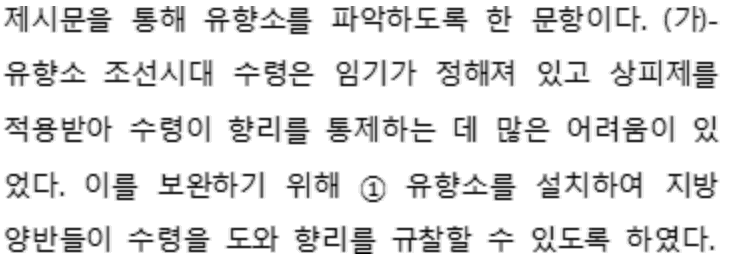 제시문을 통해 유향소를 파악하도록 한 문항이다. (가)-
유향소 조선시대 수령은 임기가 정해져 있고 상피제를
적용받아 수령이 향리를 통제하는 데 많은 어려움이 있
었다. 이를 보완하기 위해 ① 유향소를 설치하여 지방
양반들이 수령을 도와 향리를 규찰할 수 있도록 하였다.